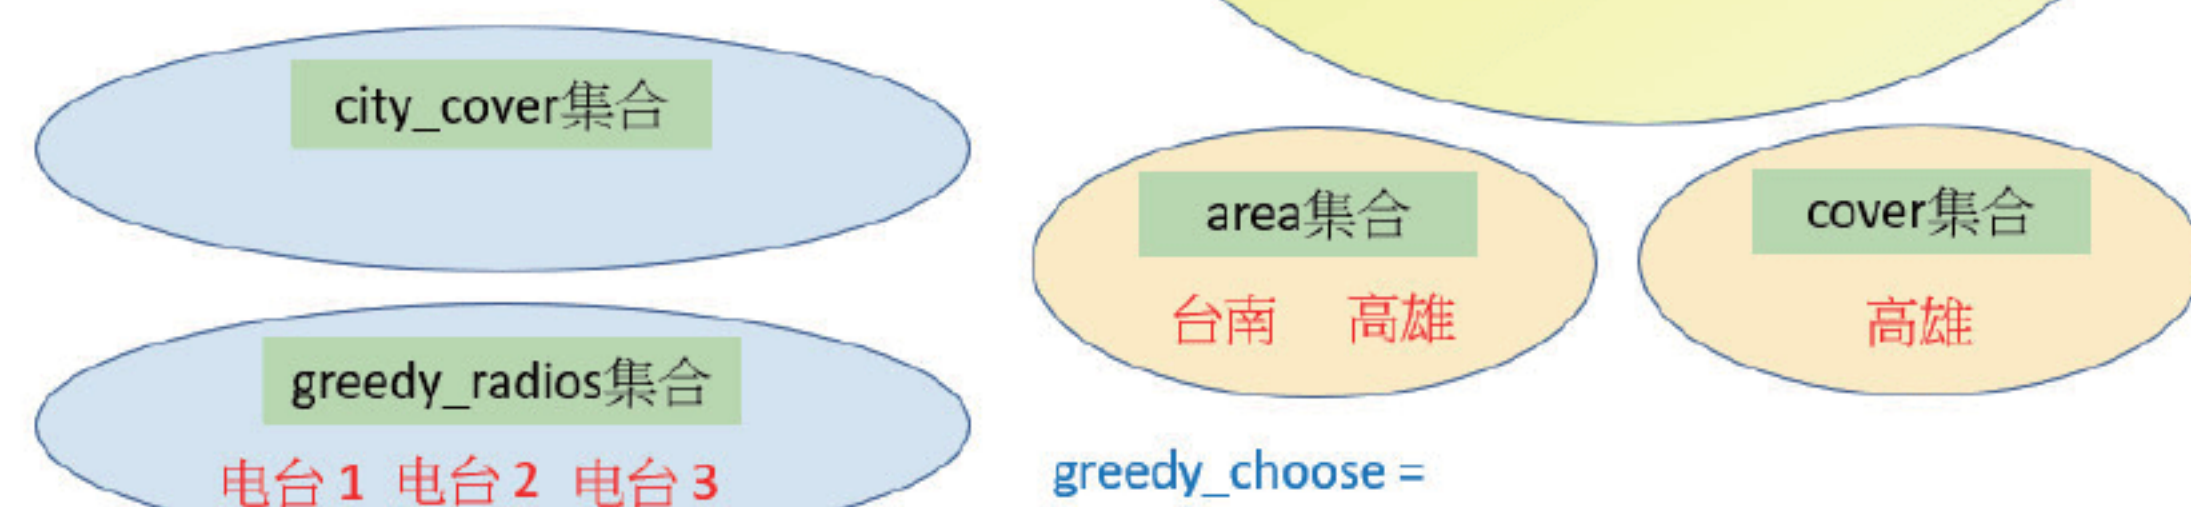 city_cover集合
area集合
cover集合
台南 高雄
高雄
greedy_radios集合
电台1 电台2 电台3
greedy_choose =